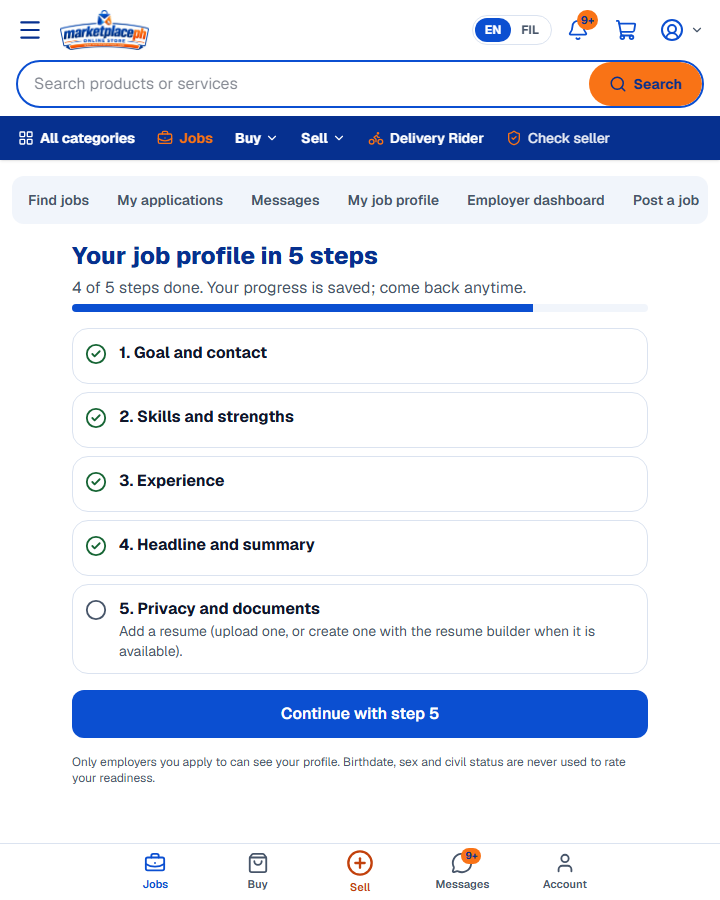 marketplaceph
ONLINE STORE
EN
FIL
9+
Search products or services
Search
All categories
Jobs
Buy
Sell
Delivery Rider
Check seller
Find jobs
My applications
Messages
My job profile
Employer dashboard
Post a job
Your job profile in 5 steps
4 of 5 steps done. Your progress is saved; come back anytime.
1. Goal and contact
2. Skills and strengths
3. Experience
4. Headline and summary
5. Privacy and documents
Add a resume (upload one, or create one with the resume builder when it is
available).
Continue with step 5
Only employers you apply to can see your profile. Birthdate, sex and civil status are never used to rate
your readiness.
9+
Jobs
Buy
Sell
Messages
Account